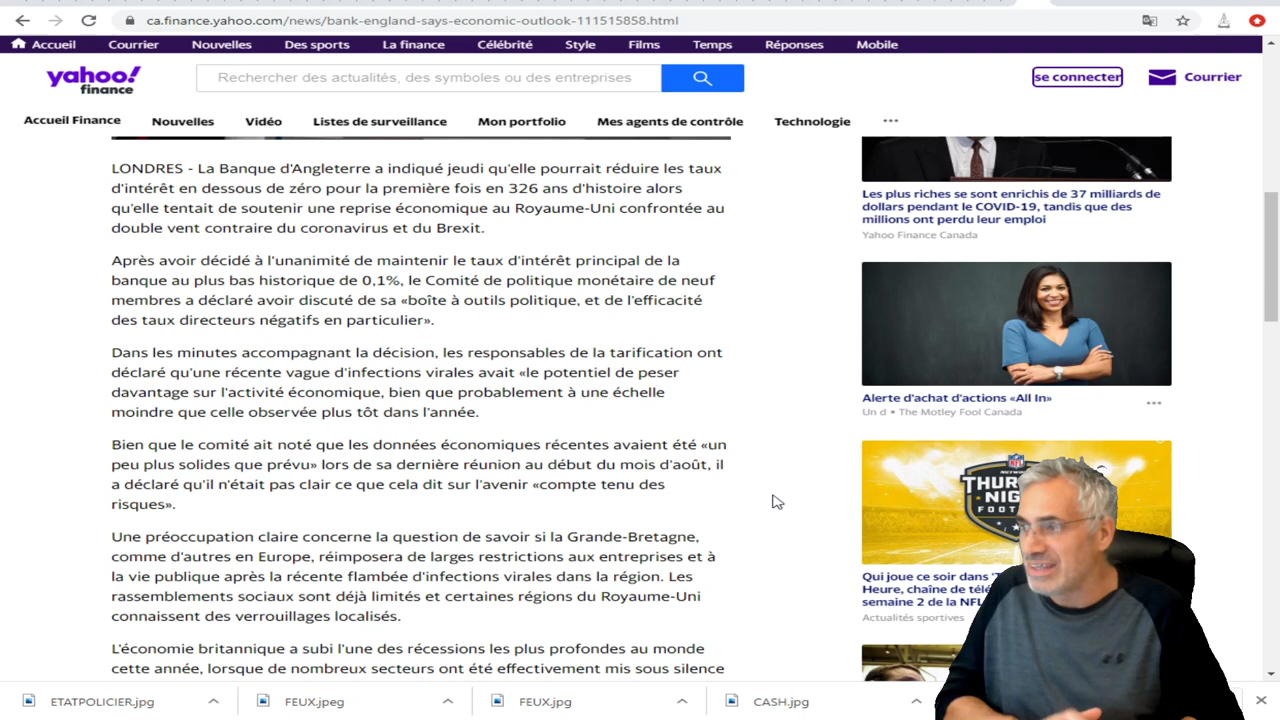 ca.finance.yahoo.com/news/bank-england-says-economic-outlook-111515858.html
Accueil Courrier Nouvelles Des sports La finance Célébrité Style Films Temps Réponses Mobile
yahoo!
finance
Rechercher des actualités, des symboles ou des entreprises
se connecter
Courrier
Accueil Finance Nouvelles Vidéo Listes de surveillance Mon portfolio Mes agents de contrôle Technologie ...
LONDRES - La Banque d'Angleterre a indiqué jeudi qu'elle pourrait réduire les taux
d'intérêt en dessous de zéro pour la première fois en 326 ans d'histoire alors
qu'elle tentait de soutenir une reprise économique au Royaume-Uni confrontée au
double vent contraire du coronavirus et du Brexit.
Après avoir décidé à l'unanimité de maintenir le taux d'intérêt principal de la
banque au plus bas historique de 0,1%, le Comité de politique monétaire de neuf
membres a déclaré avoir discuté de sa «boîte à outils politique, et de l'efficacité
des taux directeurs négatifs en particulier».
Dans les minutes accompagnant la décision, les responsables de la tarification ont
déclaré qu'une récente vague d'infections virales avait «le potentiel de peser
davantage sur l'activité économique, bien que probablement à une échelle
moindre que celle observée plus tôt dans l'année.
Bien que le comité ait noté que les données économiques récentes avaient été «un
peu plus solides que prévu» lors de sa dernière réunion au début du mois d'août, il
a déclaré qu'il n'était pas clair ce que cela dit sur l'avenir «compte tenu des
risques».
Une préoccupation claire concerne la question de savoir si la Grande-Bretagne,
comme d'autres en Europe, réimposera de larges restrictions aux entreprises et à
la vie publique après la récente flambée d'infections virales dans la région. Les
rassemblements sociaux sont déjà limités et certaines régions du Royaume-Uni
connaissent des verrouillages localisés.
L'économie britannique a subi l'une des récessions les plus profondes au monde
cette année, lorsque de nombreux secteurs ont été effectivement mis sous silence
Les plus riches se sont enrichis de 37 milliards de
dollars pendant le COVID-19, tandis que des
millions ont perdu leur emploi
Yahoo Finance Canada
Alerte d'achat d'actions «All In»
Un d • The Motley Fool Canada
NFL
NETWORK
THUR
NIG
FOOT
Qui joue ce soir dans
Heure, chaîne de
semaine 2 de la NFL
Actualités sportives
ETATPOLICIER.jpg FEUX.jpeg FEUX.jpg CASH.jpg